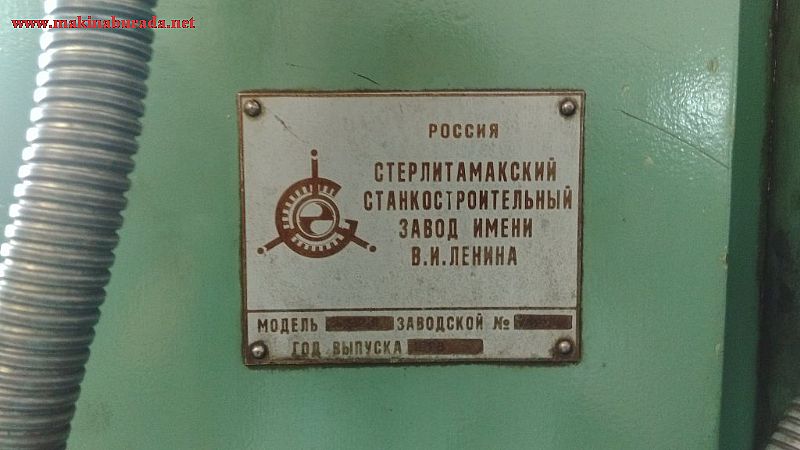 www.makinaburada.net
РОССИЯ
СТЕРЛИТАМАКСКИЙ
СТАНКОСТРОИТЕЛЬНЫЙ
ЗАВОД ИМЕНИ
В.И.ЛЕНИНА
МОДЕЛЬ ЗАВОДСКОЙ №
ГОД ВЫПУСКА